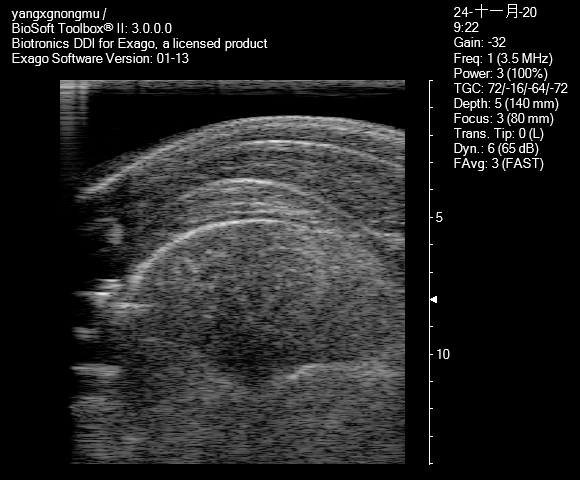 yangxgnongmu /
BioSoft Toolbox® II: 3.0.0.0
Biotronics DDI for Exago, a licensed product
Exago Software Version: 01-13
24-十一月-20
9:22
Gain: -32
Freq: 1 (3.5 MHz)
Power: 3 (100%)
TGC: 72/-16/-64/-72
Depth: 5 (140 mm)
Focus: 3 (80 mm)
Trans. Tip: 0 (L)
Dyn.: 6 (65 dB)
FAvg: 3 (FAST)
5
10